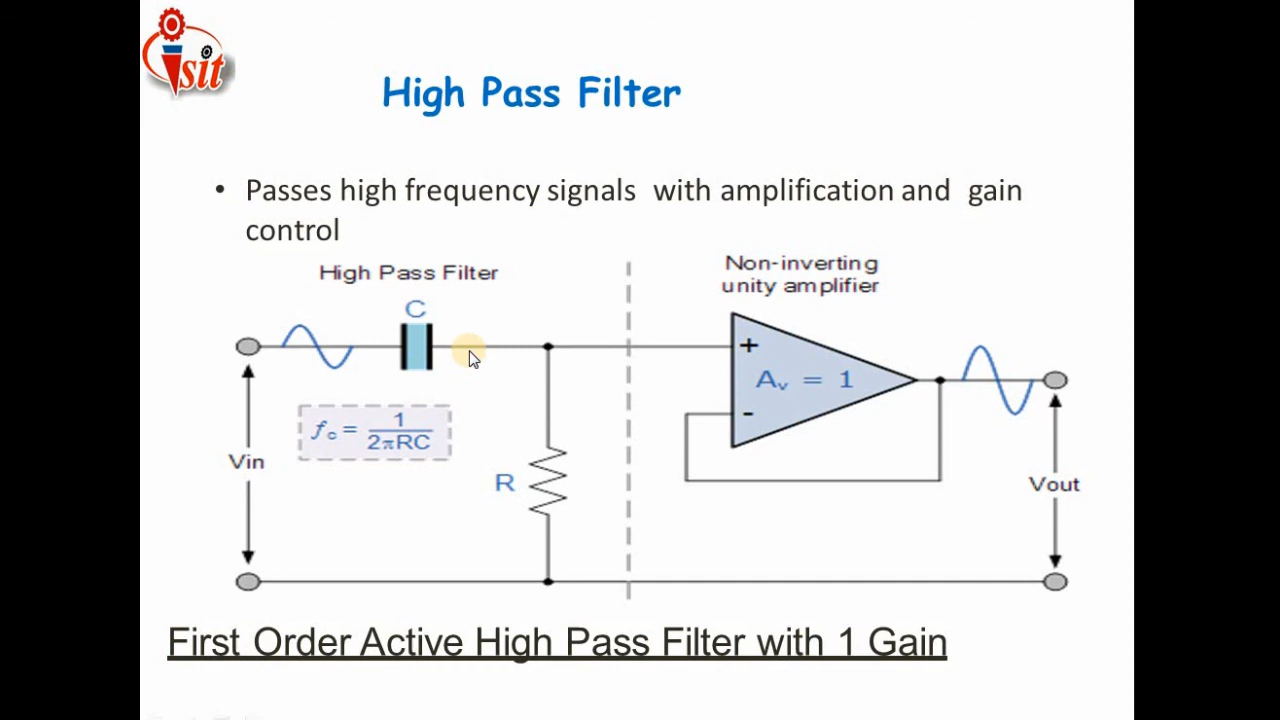 Isit
High Pass Filter
• Passes high frequency signals with amplification and gain
control
High Pass Filter
Non-inverting
unity amplifier
C
+
Av = 1
-
fc = 1
2πRC
Vin
R
Vout
First Order Active High Pass Filter with 1 Gain